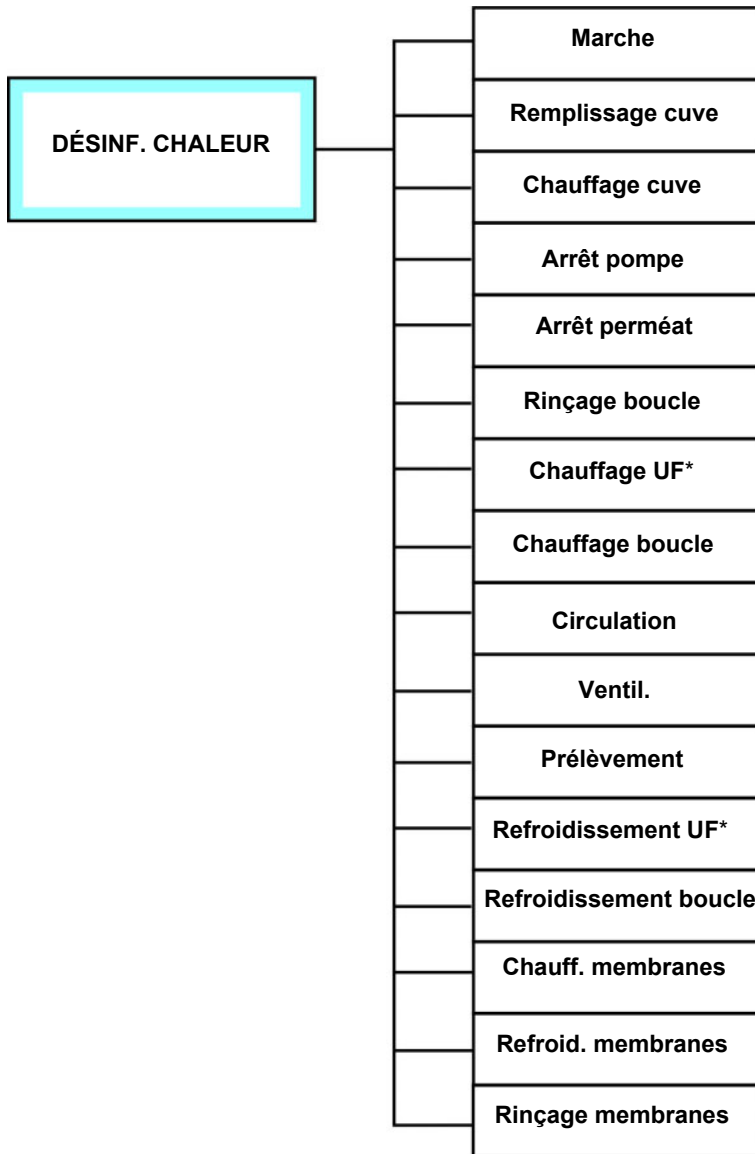 Marche
DÉSINF. CHALEUR
Remplissage cuve
Chauffage cuve
Arrêt pompe
Arrêt perméat
Rinçage boucle
Chauffage UF*
Chauffage boucle
Circulation
Ventil.
Prélèvement
Refroidissement UF*
Refroidissement boucle
Chauff. membranes
Refroid. membranes
Rinçage membranes